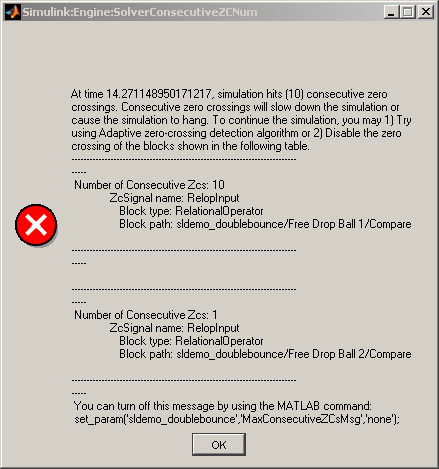 Simulink:Engine:SolverConsecutiveZCNum
At time 14.271148950171217, simulation hits (10) consecutive zero
crossings. Consecutive zero crossings will slow down the simulation or
cause the simulation to hang. To continue the simulation, you may 1) Try
using Adaptive zero-crossing detection algorithm or 2) Disable the zero
crossing of the blocks shown in the following table.
--------------------------------------------------------------------------
-----
Number of Consecutive Zcs: 10
ZcSignal name: RelopInput
Block type: RelationalOperator
Block path: sldemo_doublebounce/Free Drop Ball 1/Compare
--------------------------------------------------------------------------
-----
--------------------------------------------------------------------------
-----
Number of Consecutive Zcs: 1
ZcSignal name: RelopInput
Block type: RelationalOperator
Block path: sldemo_doublebounce/Free Drop Ball 2/Compare
--------------------------------------------------------------------------
-----
You can turn off this message by using the MATLAB command:
set_param('sldemo_doublebounce','MaxConsecutiveZCsMsg','none');
OK